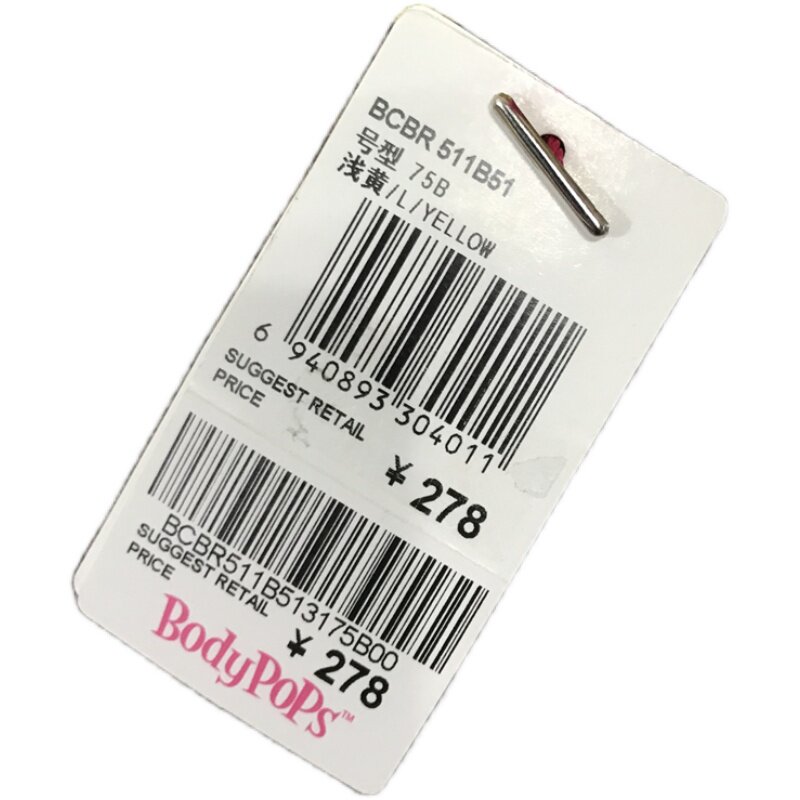 BCBR 511B51
号型 75B
浅黄/L/YELLOW
6 940893 304011
SUGGEST RETAIL
PRICE
¥ 278
BCBR511B513175B00
SUGGEST RETAIL
PRICE
¥ 278
BodyPoPs™